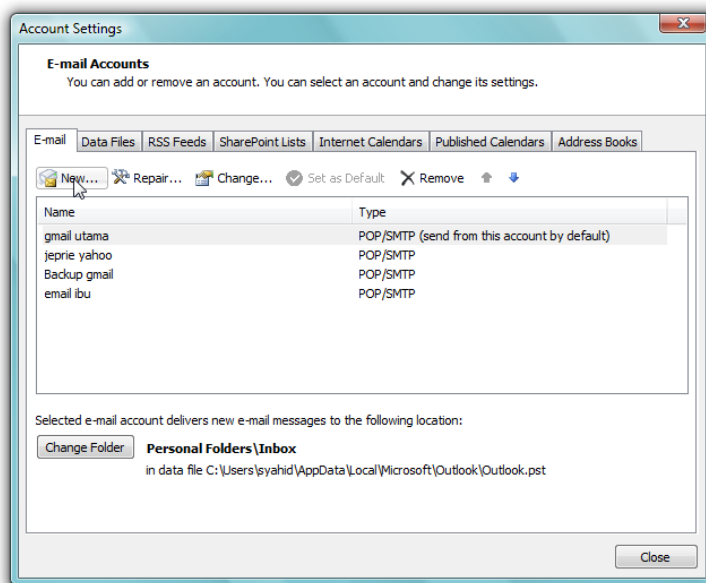 Account Settings
E-mail Accounts
You can add or remove an account. You can select an account and change its settings.
E-mail Data Files RSS Feeds SharePoint Lists Internet Calendars Published Calendars Address Books
New... Repair... Change... Set as Default Remove
Name Type
gmail utama POP/SMTP (send from this account by default)
jeprie yahoo POP/SMTP
Backup gmail POP/SMTP
email ibu POP/SMTP
Selected e-mail account delivers new e-mail messages to the following location:
Change Folder Personal Folders\Inbox
in data file C:\Users\syahid\AppData\Local\Microsoft\Outlook\Outlook.pst
Close